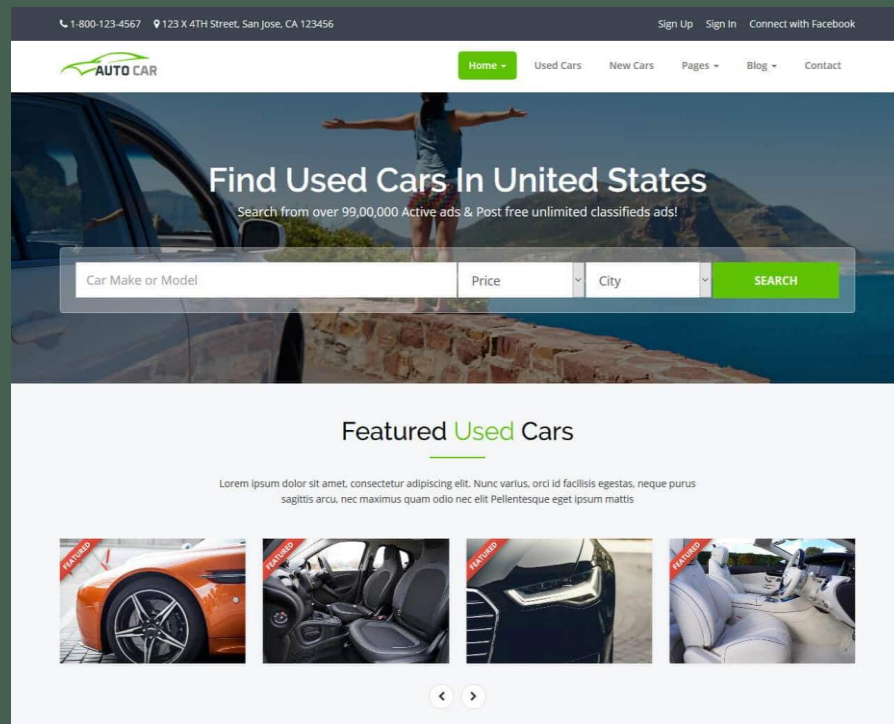 1-800-123-4567 123 X 4TH Street, San Jose, CA 123456 Sign Up Sign In Connect with Facebook
AUTO CAR Home Used Cars New Cars Pages Blog Contact
Find Used Cars In United States
Search from over 99,00,000 Active ads & Post free unlimited classifieds ads!
Car Make or Model Price City SEARCH
Featured Used Cars
Lorem ipsum dolor sit amet, consectetur adipiscing elit. Nunc varius, orci id facilisis egestas, neque purus
sagittis arcu, nec maximus quam odio nec elit Pellentesque eget ipsum mattis
FEATURED FEATURED FEATURED FEATURED